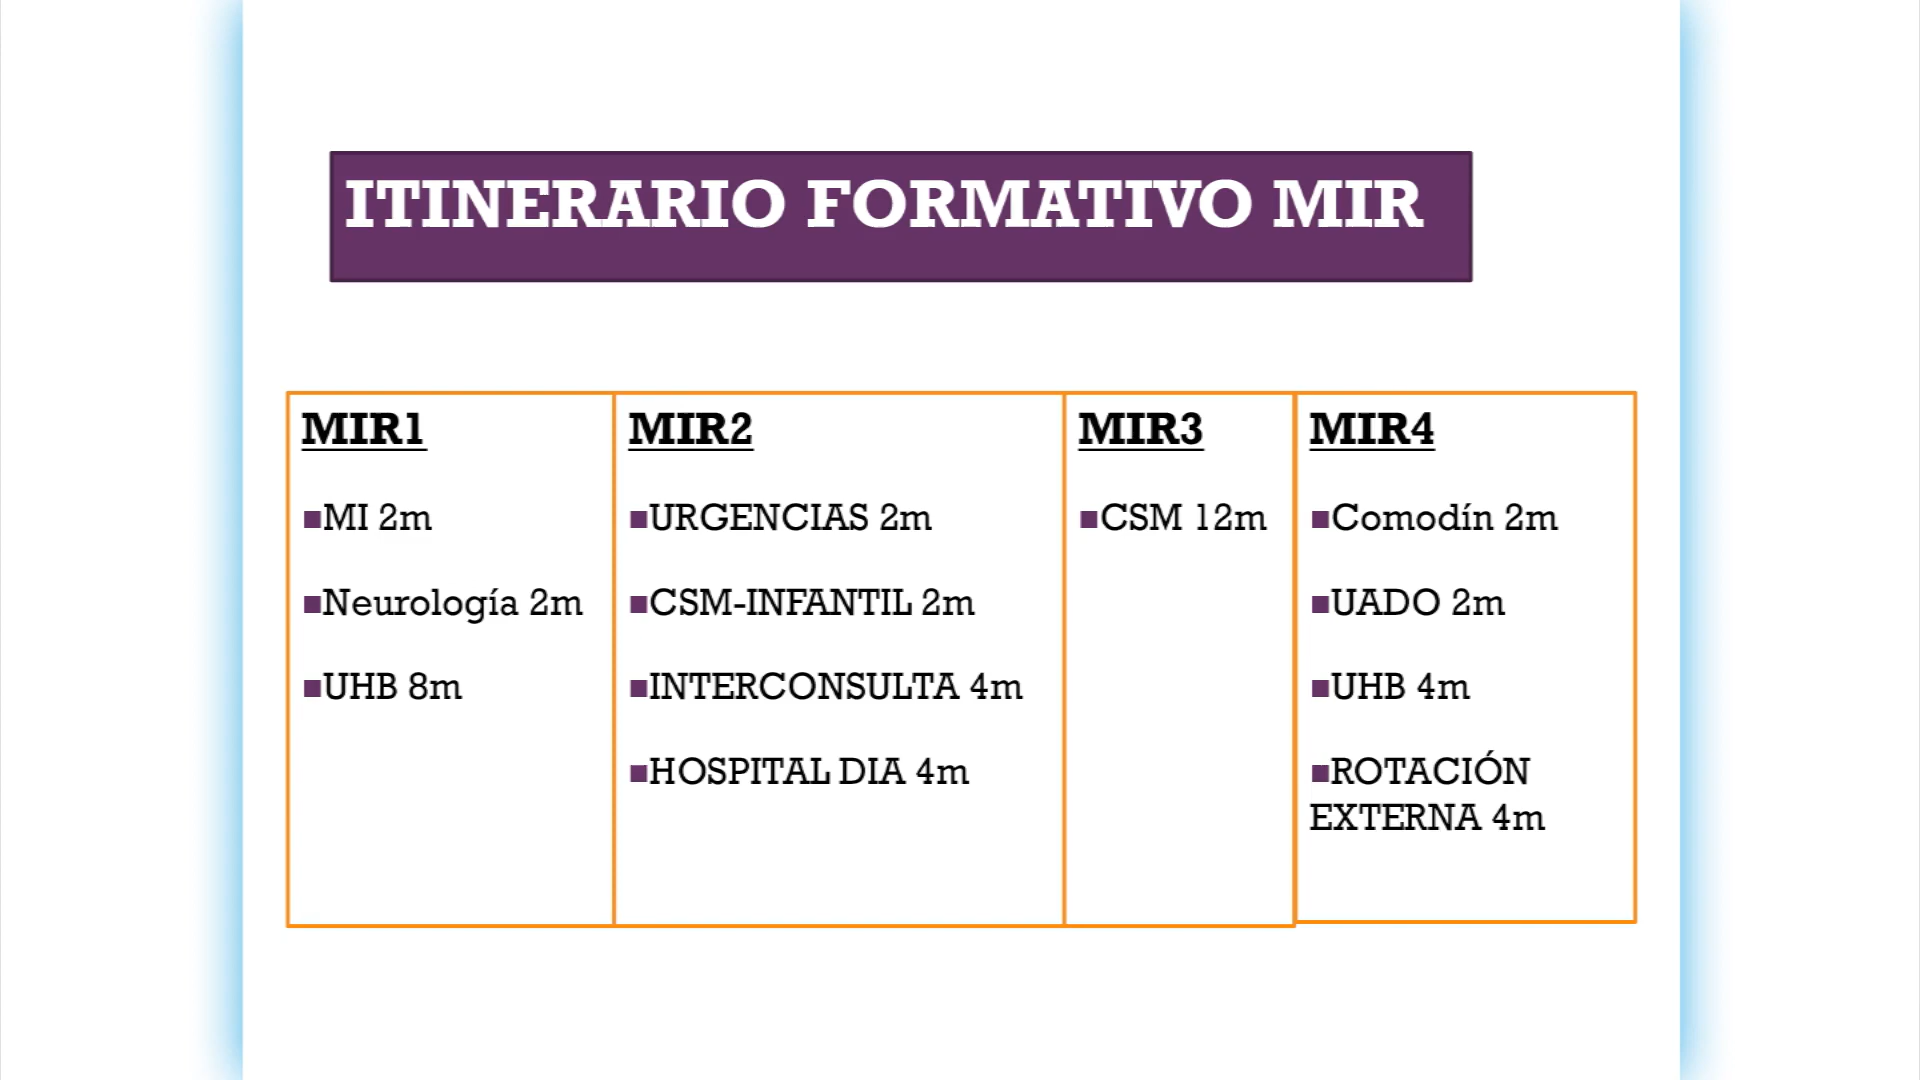 ITINERARIO FORMATIVO MIR
MIR1
■MI 2m
■Neurología 2m
■UHB 8m
MIR2
■URGENCIAS 2m
■CSM-INFANTIL 2m
■INTERCONSULTA 4m
■HOSPITAL DIA 4m
MIR3
■CSM 12m
MIR4
■Comodín 2m
■UADO 2m
■UHB 4m
■ROTACIÓN
EXTERNA 4m